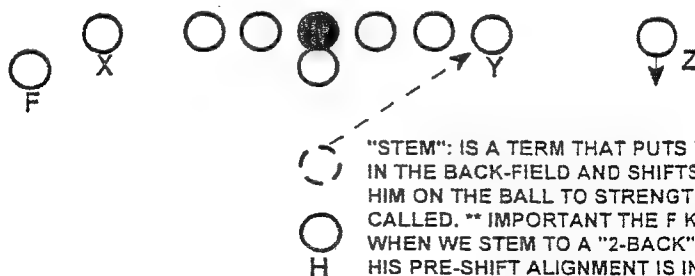 X
Y
Z
F
"STEM": IS A TERM THAT PUTS
IN THE BACK-FIELD AND SHIFTS
HIM ON THE BALL TO STRENGT
CALLED. ** IMPORTANT THE F K
WHEN WE STEM TO A "2-BACK"
HIS PRE-SHIFT ALIGNMENT IS IN
H